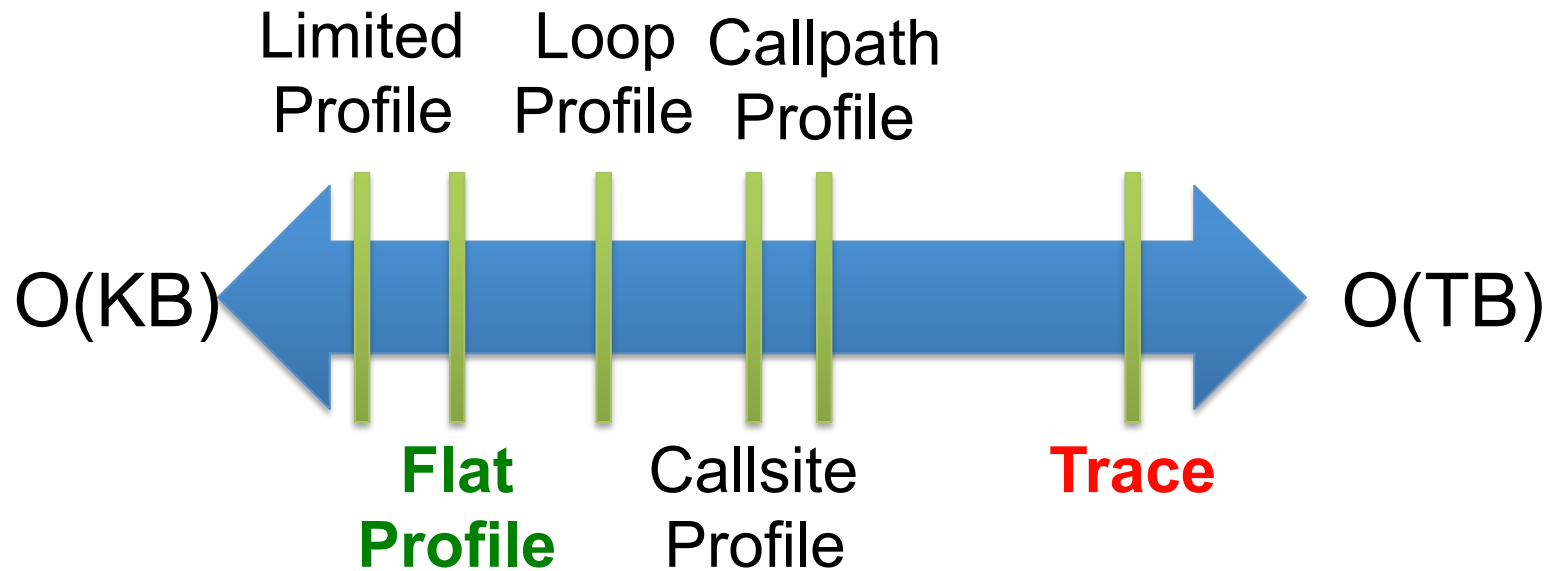 Limited
Profile
Loop
Profile
Callpath
Profile
O(KB)
O(TB)
Flat
Profile
Callsite
Profile
Trace